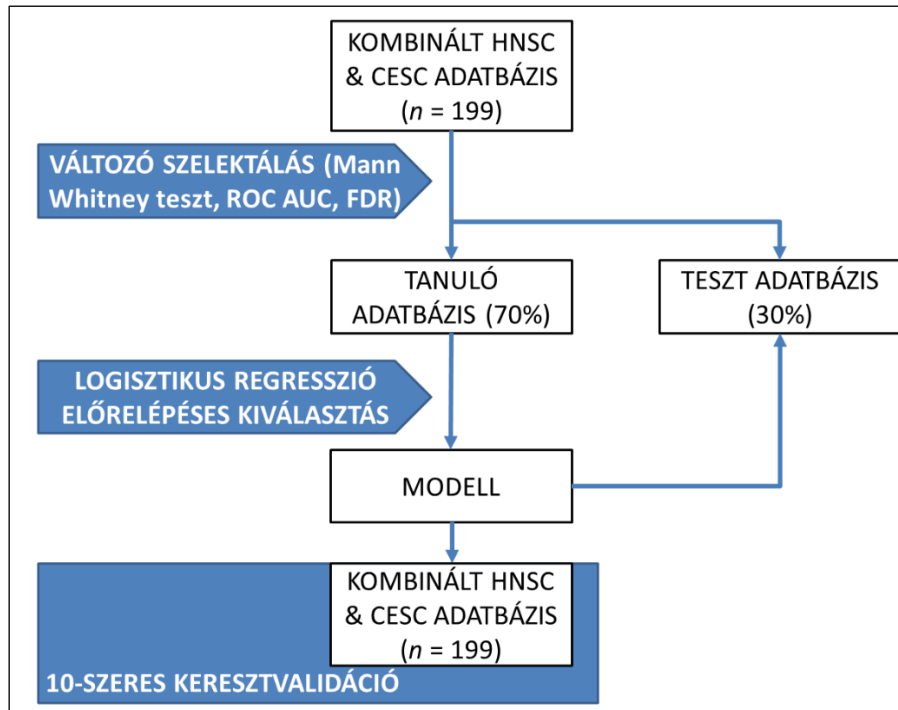 KOMBINÁLT HNSC
& CESC ADATBÁZIS
(n = 199)
VÁLTOZÓ SZELEKTÁLÁS (Mann
Whitney teszt, ROC AUC, FDR)
TANULÓ
ADATBÁZIS (70%)
TESZT ADATBÁZIS
(30%)
LOGISZTIKUS REGRESSZIÓ
ELŐRELÉPÉSES KIVÁLASZTÁS
MODELL
KOMBINÁLT HNSC
& CESC ADATBÁZIS
(n = 199)
10-SZERES KERESZTVALIDÁCIÓ